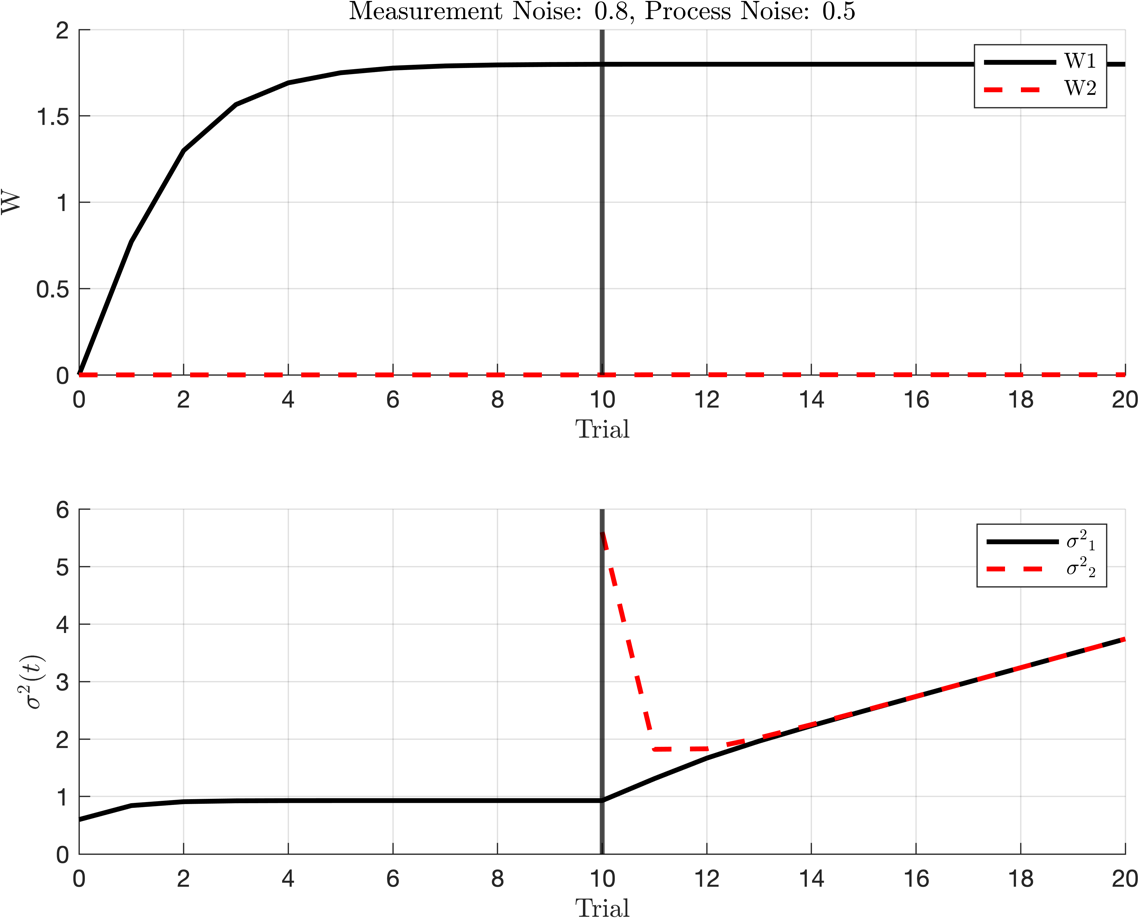 Measurement Noise: 0.8, Process Noise: 0.5
2
1.5
1
0.5
0
W
W1
W2
0 2 4 6 8 10 12 14 16 18 20
Trial
6
5
4
3
2
1
0
σ²(t)
σ²₁
σ²₂
0 2 4 6 8 10 12 14 16 18 20
Trial